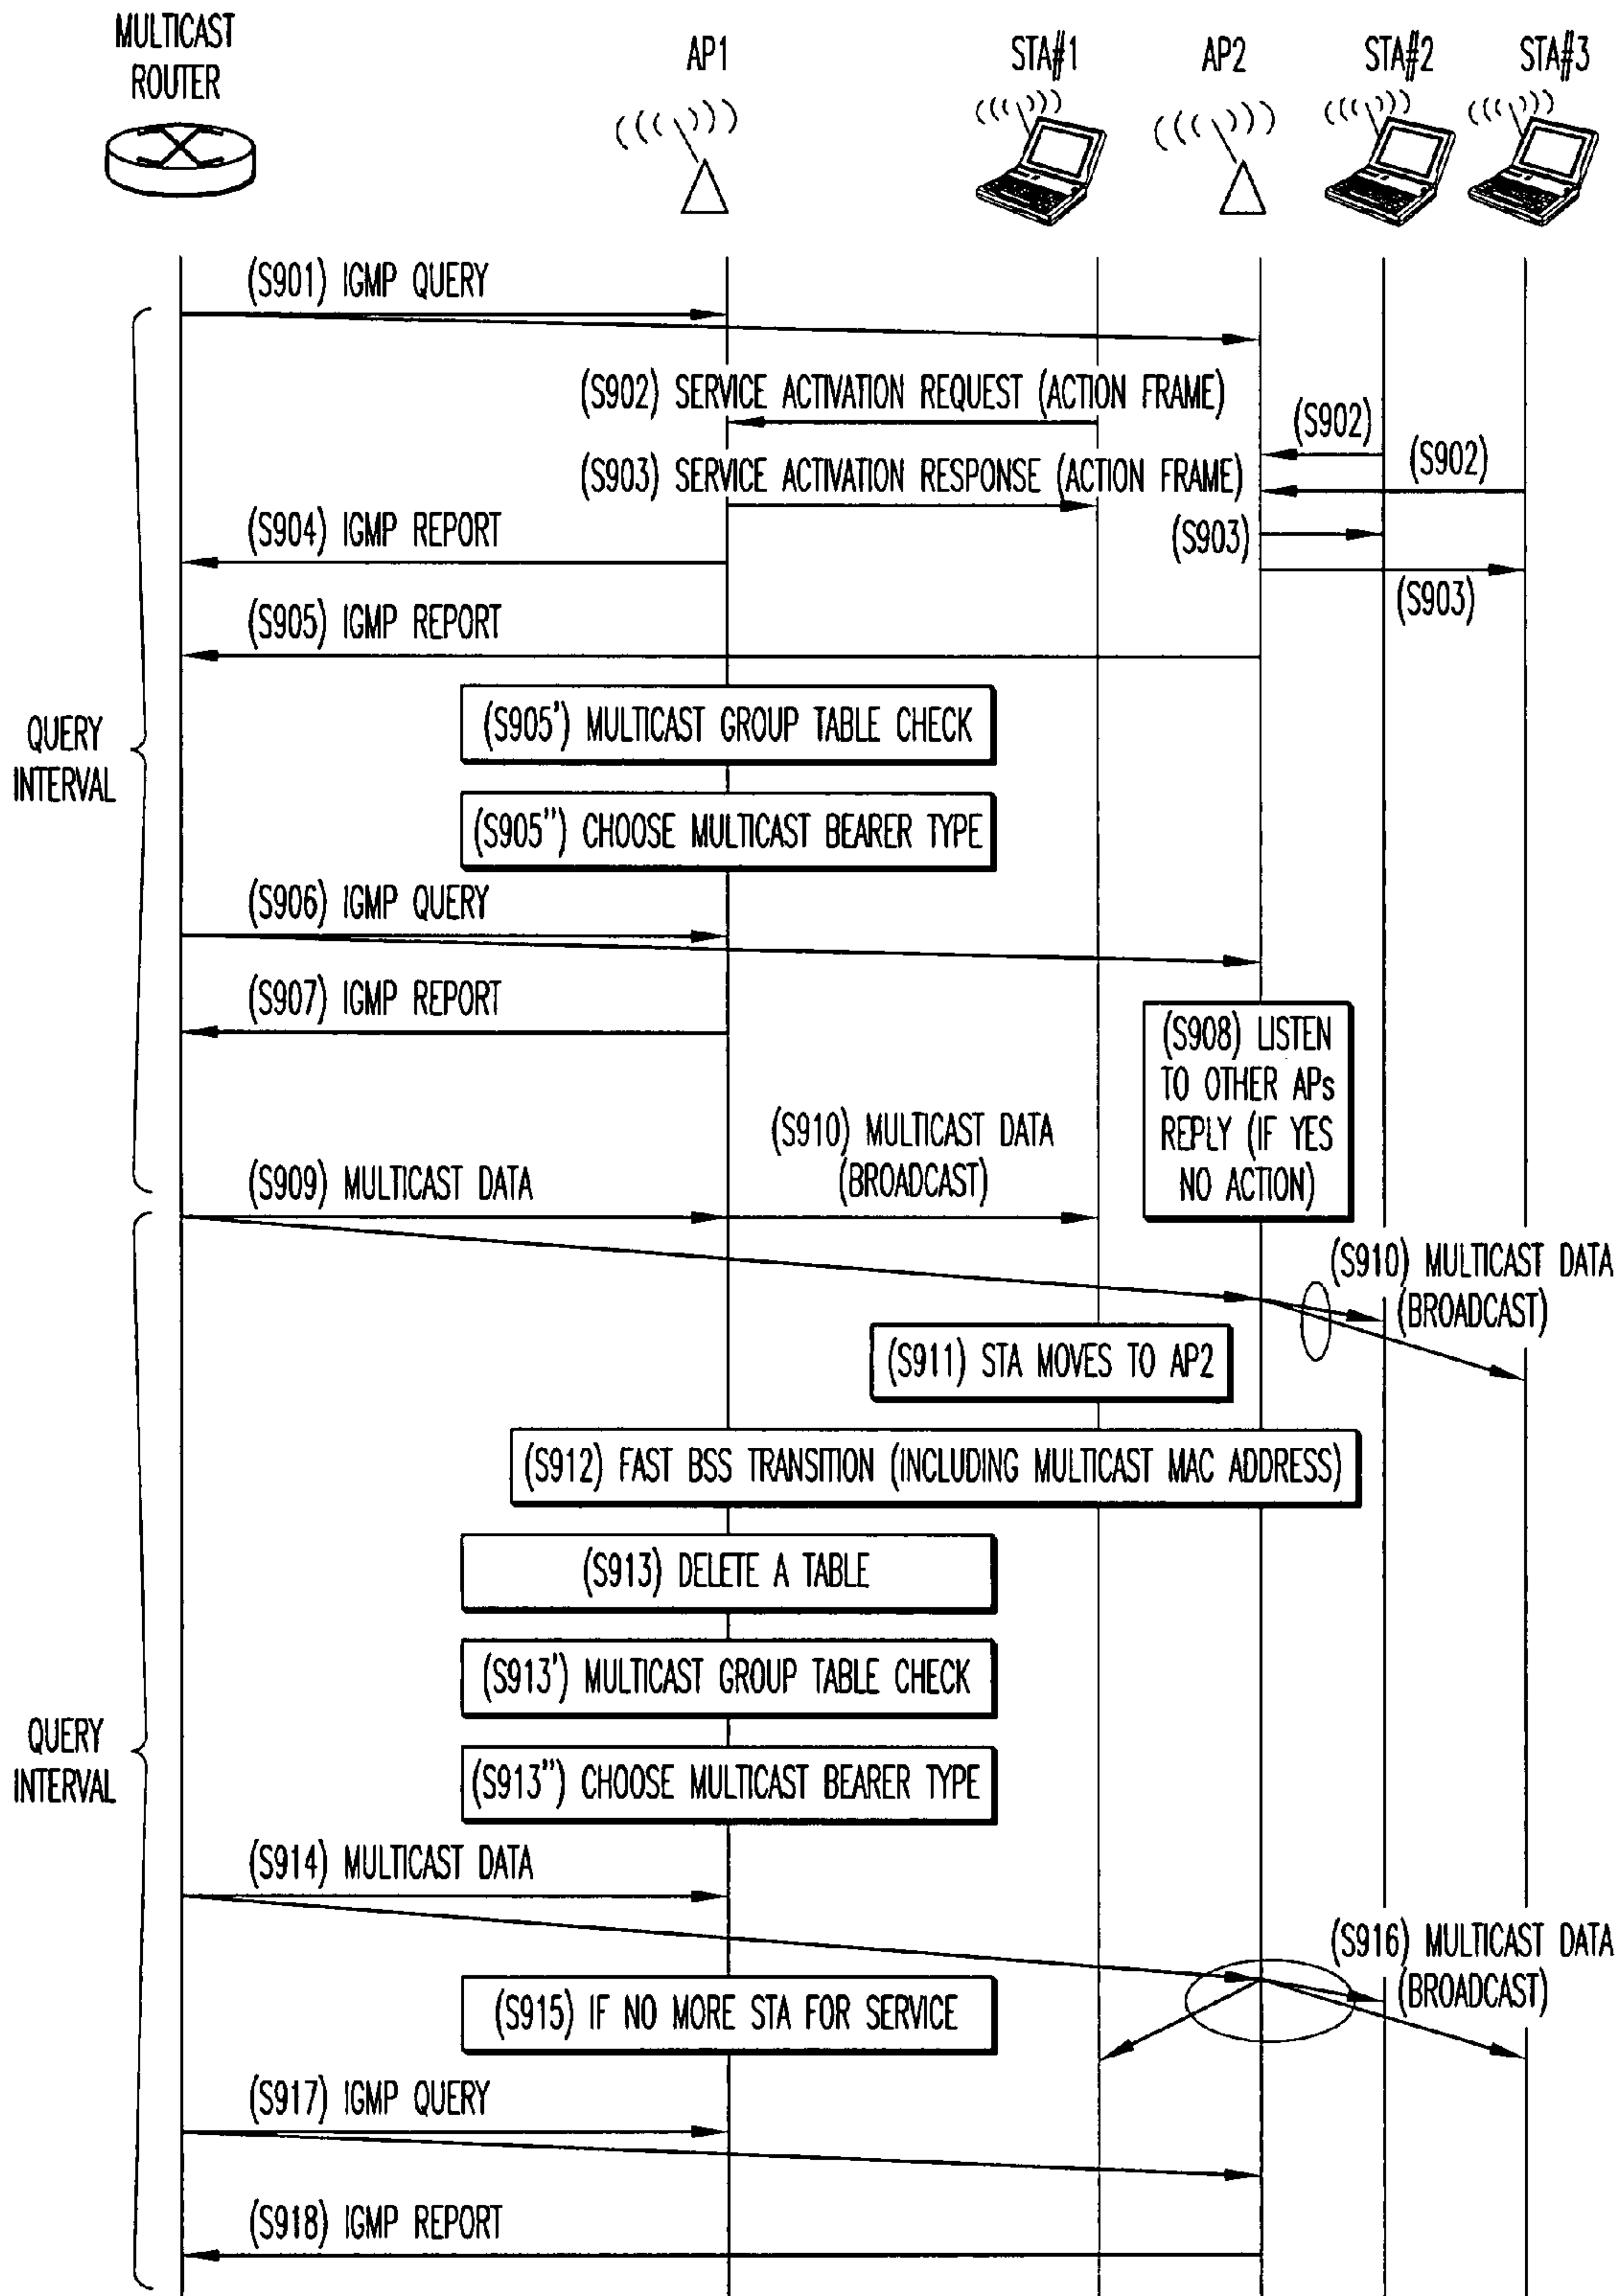 MULTICAST
ROUTER
AP1
STA#1
AP2
STA#2
STA#3
(S901) IGMP QUERY
(S902) SERVICE ACTIVATION REQUEST (ACTION FRAME)
(S902)
(S902)
(S903) SERVICE ACTIVATION RESPONSE (ACTION FRAME)
(S904) IGMP REPORT
(S903)
(S903)
(S905) IGMP REPORT
(S905') MULTICAST GROUP TABLE CHECK
QUERY
INTERVAL
(S905'') CHOOSE MULTICAST BEARER TYPE
(S906) IGMP QUERY
(S907) IGMP REPORT
(S908) LISTEN
TO OTHER APs
REPLY (IF YES
NO ACTION)
(S909) MULTICAST DATA
(S910) MULTICAST DATA
(BROADCAST)
(S910) MULTICAST DATA
(BROADCAST)
(S911) STA MOVES TO AP2
(S912) FAST BSS TRANSITION (INCLUDING MULTICAST MAC ADDRESS)
(S913) DELETE A TABLE
(S913') MULTICAST GROUP TABLE CHECK
QUERY
INTERVAL
(S913'') CHOOSE MULTICAST BEARER TYPE
(S914) MULTICAST DATA
(S916) MULTICAST DATA
(BROADCAST)
(S915) IF NO MORE STA FOR SERVICE
(S917) IGMP QUERY
(S918) IGMP REPORT